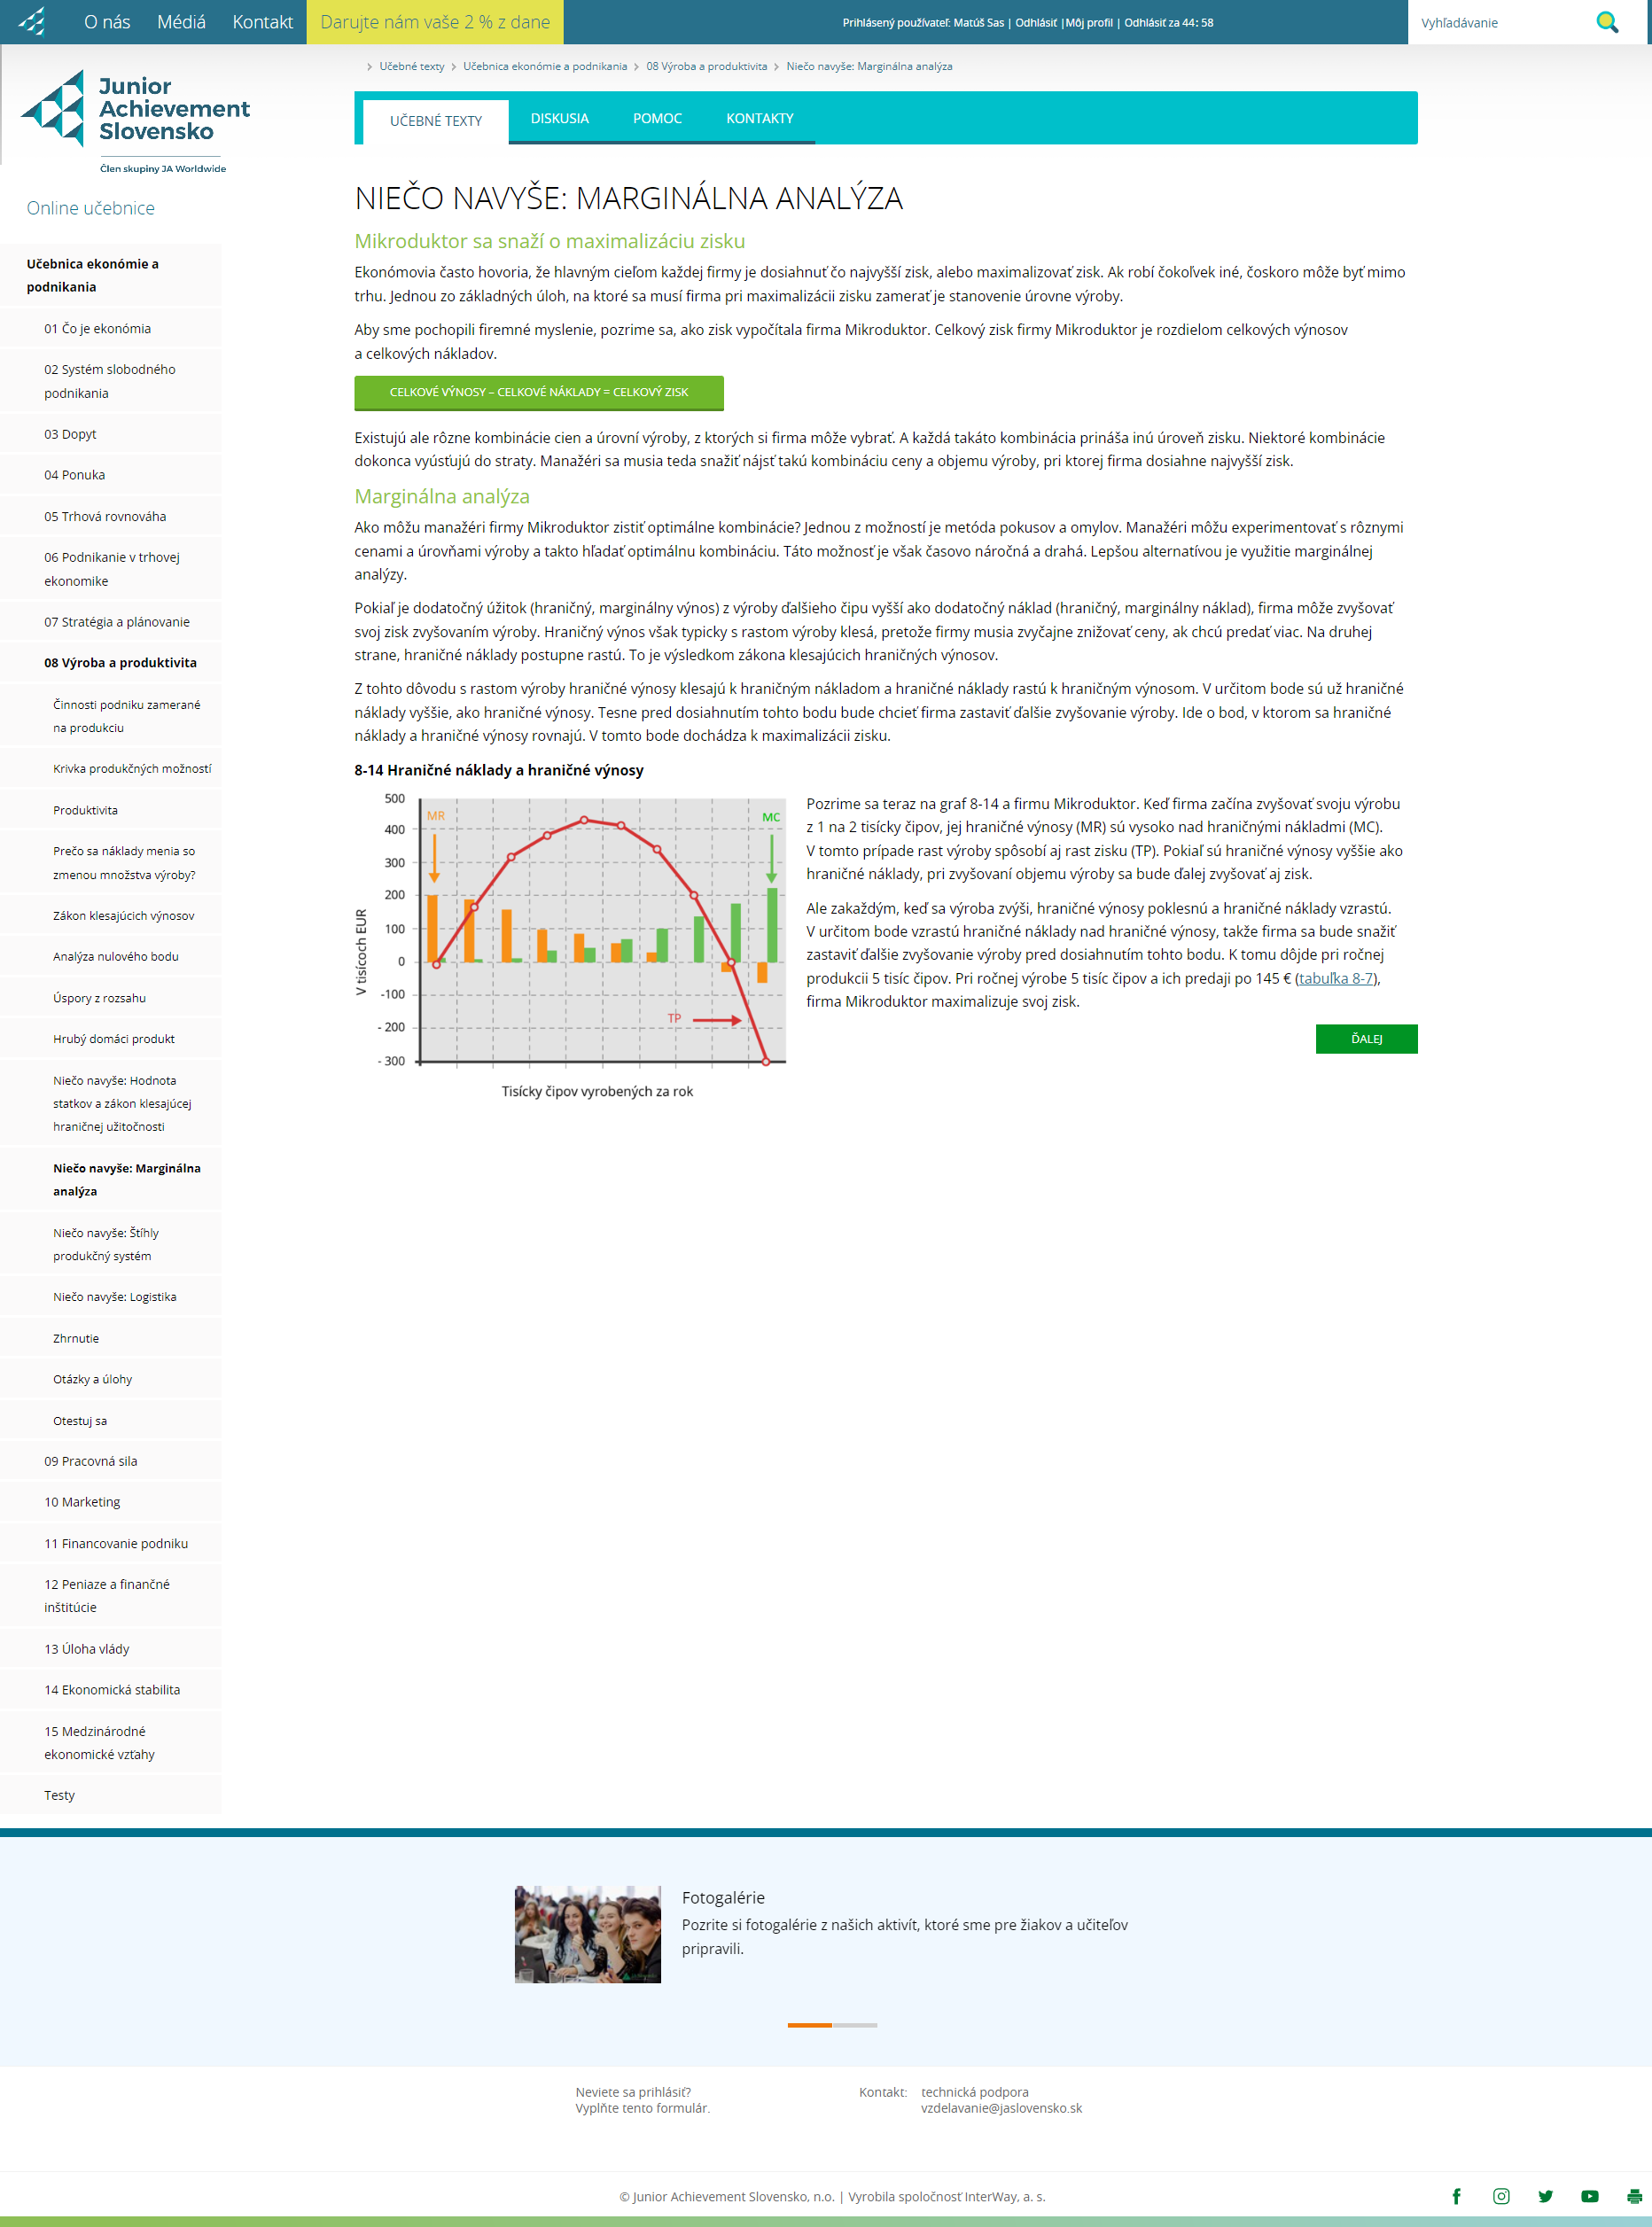 O nás Médiá Kontakt Darujte nám vaše 2 % z dane Prihlásený používateľ: Matúš Sas | Odhlásiť |Môj profil | Odhlásiť za 44: 58 Vyhľadávanie
Junior
Achievement
Slovensko
Člen skupiny JA Worldwide
Učebné texty Učebnica ekonómie a podnikania 08 Výroba a produktivita Niečo navyše: Marginálna analýza
UČEBNÉ TEXTY DISKUSIA POMOC KONTAKTY
Online učebnice
Učebnica ekonómie a
podnikania
01 Čo je ekonómia
02 Systém slobodného
podnikania
03 Dopyt
04 Ponuka
05 Trhová rovnováha
06 Podnikanie v trhovej
ekonomike
07 Stratégia a plánovanie
08 Výroba a produktivita
Činnosti podniku zamerané
na produkciu
Krivka produkčných možností
Produktivita
Prečo sa náklady menia so
zmenou množstva výroby?
Zákon klesajúcich výnosov
Analýza nulového bodu
Úspory z rozsahu
Hrubý domáci produkt
Niečo navyše: Hodnota
statkov a zákon klesajúcej
hraničnej užitočnosti
Niečo navyše: Marginálna
analýza
Niečo navyše: Štíhly
produkčný systém
Niečo navyše: Logistika
Zhrnutie
Otázky a úlohy
Otestuj sa
09 Pracovná sila
10 Marketing
11 Financovanie podniku
12 Peniaze a finančné
inštitúcie
13 Úloha vlády
14 Ekonomická stabilita
15 Medzinárodné
ekonomické vzťahy
Testy
NIEČO NAVYŠE: MARGINÁLNA ANALÝZA
Mikroduktor sa snaží o maximalizáciu zisku
Ekonómovia často hovoria, že hlavným cieľom každej firmy je dosiahnuť čo najvyšší zisk, alebo maximalizovať zisk. Ak robí čokoľvek iné, čoskoro môže byť mimo
trhu. Jednou zo základných úloh, na ktoré sa musí firma pri maximalizácii zisku zamerať je stanovenie úrovne výroby.
Aby sme pochopili firemné myslenie, pozrime sa, ako zisk vypočítala firma Mikroduktor. Celkový zisk firmy Mikroduktor je rozdielom celkových výnosov
a celkových nákladov.
CELKOVÉ VÝNOSY – CELKOVÉ NÁKLADY = CELKOVÝ ZISK
Existujú ale rôzne kombinácie cien a úrovní výroby, z ktorých si firma môže vybrať. A každá takáto kombinácia prináša inú úroveň zisku. Niektoré kombinácie
dokonca vyúsťujú do straty. Manažéri sa musia teda snažiť nájsť takú kombináciu ceny a objemu výroby, pri ktorej firma dosiahne najvyšší zisk.
Marginálna analýza
Ako môžu manažéri firmy Mikroduktor zistiť optimálne kombinácie? Jednou z možností je metóda pokusov a omylov. Manažéri môžu experimentovať s rôznymi
cenami a úrovňami výroby a takto hľadať optimálnu kombináciu. Táto možnosť je však časovo náročná a drahá. Lepšou alternatívou je využitie marginálnej
analýzy.
Pokiaľ je dodatočný úžitok (hraničný, marginálny výnos) z výroby ďalšieho čipu vyšší ako dodatočný náklad (hraničný, marginálny náklad), firma môže zvyšovať
svoj zisk zvyšovaním výroby. Hraničný výnos však typicky s rastom výroby klesá, pretože firmy musia zvyčajne znižovať ceny, ak chcú predať viac. Na druhej
strane, hraničné náklady postupne rastú. To je výsledkom zákona klesajúcich hraničných výnosov.
Z tohto dôvodu s rastom výroby hraničné výnosy klesajú k hraničným nákladom a hraničné náklady rastú k hraničným výnosom. V určitom bode sú už hraničné
náklady vyššie, ako hraničné výnosy. Tesne pred dosiahnutím tohto bodu bude chcieť firma zastaviť ďalšie zvyšovanie výroby. Ide o bod, v ktorom sa hraničné
náklady a hraničné výnosy rovnajú. V tomto bode dochádza k maximalizácii zisku.
8-14 Hraničné náklady a hraničné výnosy
500
400
300
200
100
0
-100
- 200
- 300
MR
MC
TP
V tisícoch EUR
Tisícky čipov vyrobených za rok
Pozrime sa teraz na graf 8-14 a firmu Mikroduktor. Keď firma začína zvyšovať svoju výrobu
z 1 na 2 tisícky čipov, jej hraničné výnosy (MR) sú vysoko nad hraničnými nákladmi (MC).
V tomto prípade rast výroby spôsobí aj rast zisku (TP). Pokiaľ sú hraničné výnosy vyššie ako
hraničné náklady, pri zvyšovaní objemu výroby sa bude ďalej zvyšovať aj zisk.
Ale zakaždým, keď sa výroba zvýši, hraničné výnosy poklesnú a hraničné náklady vzrastú.
V určitom bode vzrastú hraničné náklady nad hraničné výnosy, takže firma sa bude snažiť
zastaviť ďalšie zvyšovanie výroby pred dosiahnutím tohto bodu. K tomu dôjde pri ročnej
produkcii 5 tisíc čipov. Pri ročnej výrobe 5 tisíc čipov a ich predaji po 145 € (tabuľka 8-7),
firma Mikroduktor maximalizuje svoj zisk.
ĎALEJ
Fotogalérie
Pozrite si fotogalérie z našich aktivít, ktoré sme pre žiakov a učiteľov
pripravili.
Neviete sa prihlásiť?
Vyplňte tento formulár.
Kontakt: technická podpora
vzdelavanie@jaslovensko.sk
© Junior Achievement Slovensko, n.o. | Vyrobila spoločnosť InterWay, a. s.